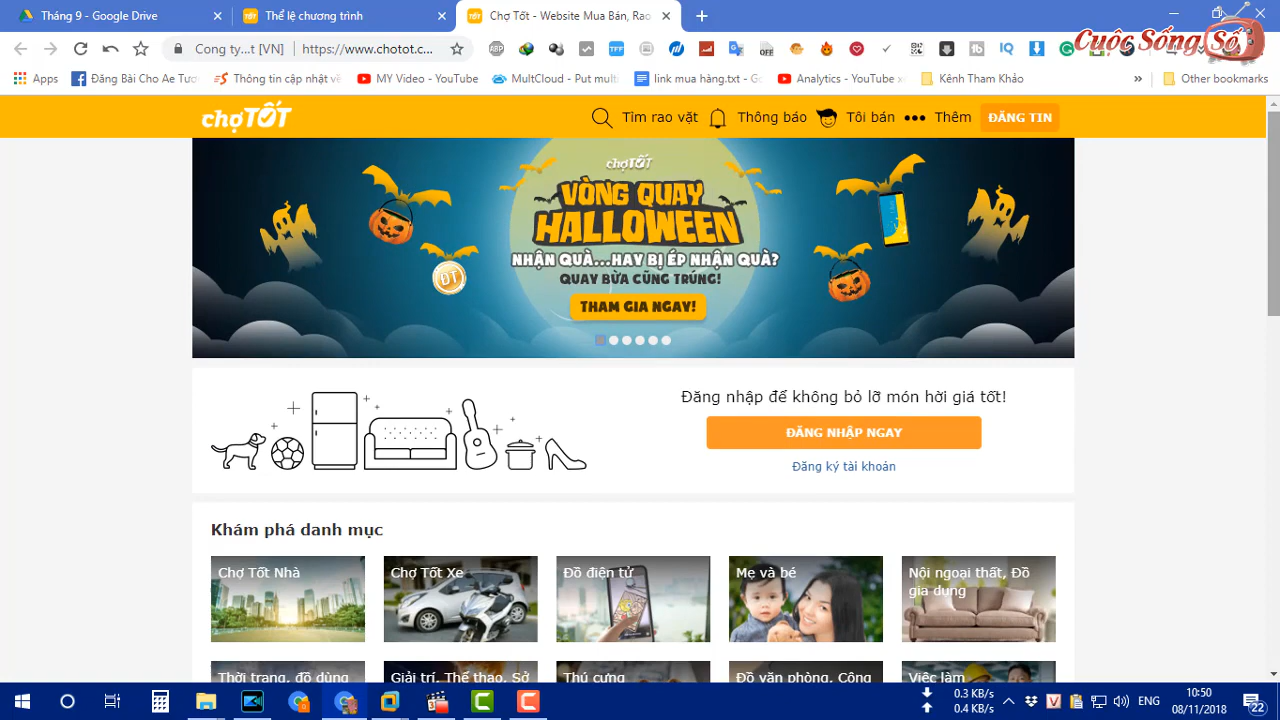 Tháng 9 - Google Drive
Thể lệ chương trình
Chợ Tốt - Website Mua Bán, Rao
Cuộc Sống Số
Cong ty...t [VN]
https://www.chotot.c...
Apps
Đăng Bài Cho Ae Tươ
Thông tin cập nhật về
MY Video - YouTube
MultCloud - Put multi
link mua hàng.txt - Go
Analytics - YouTube
Kênh Tham Khảo
Other bookmarks
chợTỐT
Tìm rao vặt
Thông báo
Tôi bán
Thêm
ĐĂNG TIN
chợTỐT
VÒNG QUAY
HALLOWEEN
NHẬN QUÀ...HAY BỊ ÉP NHẬN QUÀ?
QUAY BỪA CŨNG TRÚNG!
THAM GIA NGAY!
ĐT
Đăng nhập để không bỏ lỡ món hời giá tốt!
ĐĂNG NHẬP NGAY
Đăng ký tài khoản
Khám phá danh mục
Chợ Tốt Nhà
Chợ Tốt Xe
Đồ điện tử
Mẹ và bé
Nội ngoại thất, Đồ
gia dụng
Thời trang, đồ dùng
Giải trí, Thể thao, Sở
Thú cưng
Đồ văn phòng, Công
Việc làm
0.3 KB/s
0.4 KB/s
ENG
10:50
08/11/2018
22